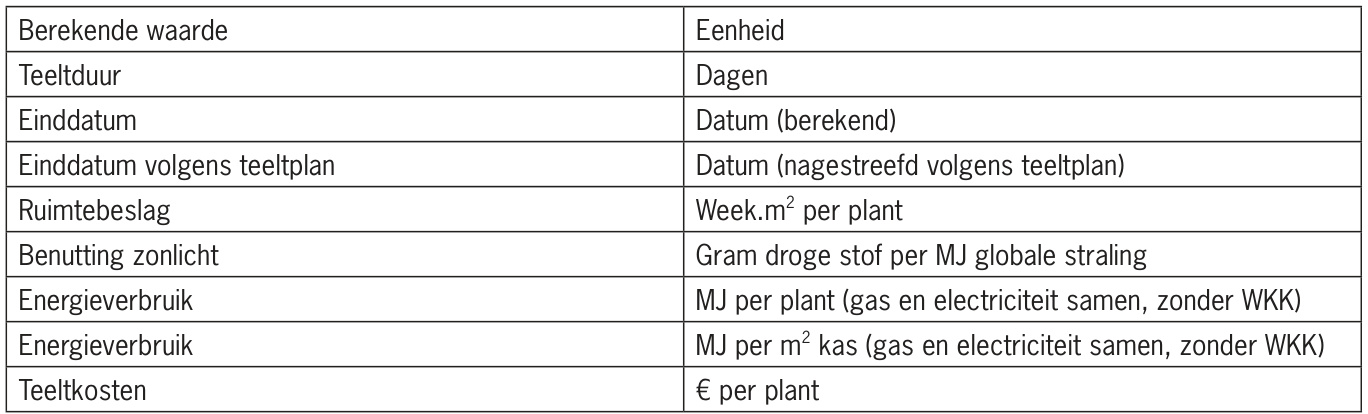 Berekende waarde Eenheid
Teeltduur Dagen
Einddatum Datum (berekend)
Einddatum volgens teeltplan Datum (nagestreefd volgens teeltplan)
Ruimtebeslag Week.m² per plant
Benutting zonlicht Gram droge stof per MJ globale straling
Energieverbruik MJ per plant (gas en electriciteit samen, zonder WKK)
Energieverbruik MJ per m² kas (gas en electriciteit samen, zonder WKK)
Teeltkosten € per plant